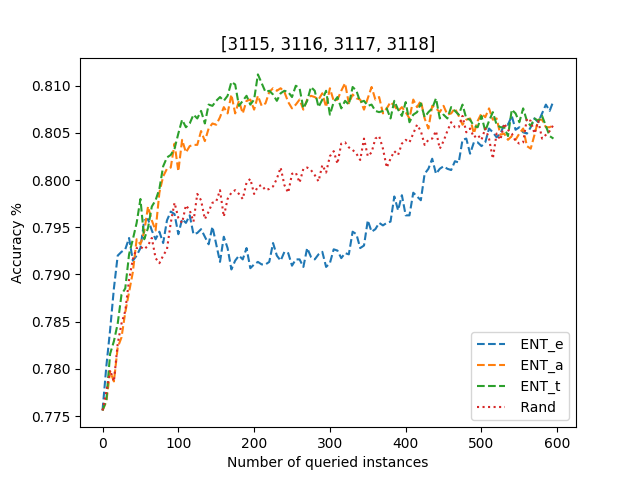 [3115, 3116, 3117, 3118]
Accuracy %
0.810
0.805
0.800
0.795
0.790
0.785
0.780
0.775
0 100 200 300 400 500 600
Number of queried instances
ENT_e
ENT_a
ENT_t
Rand